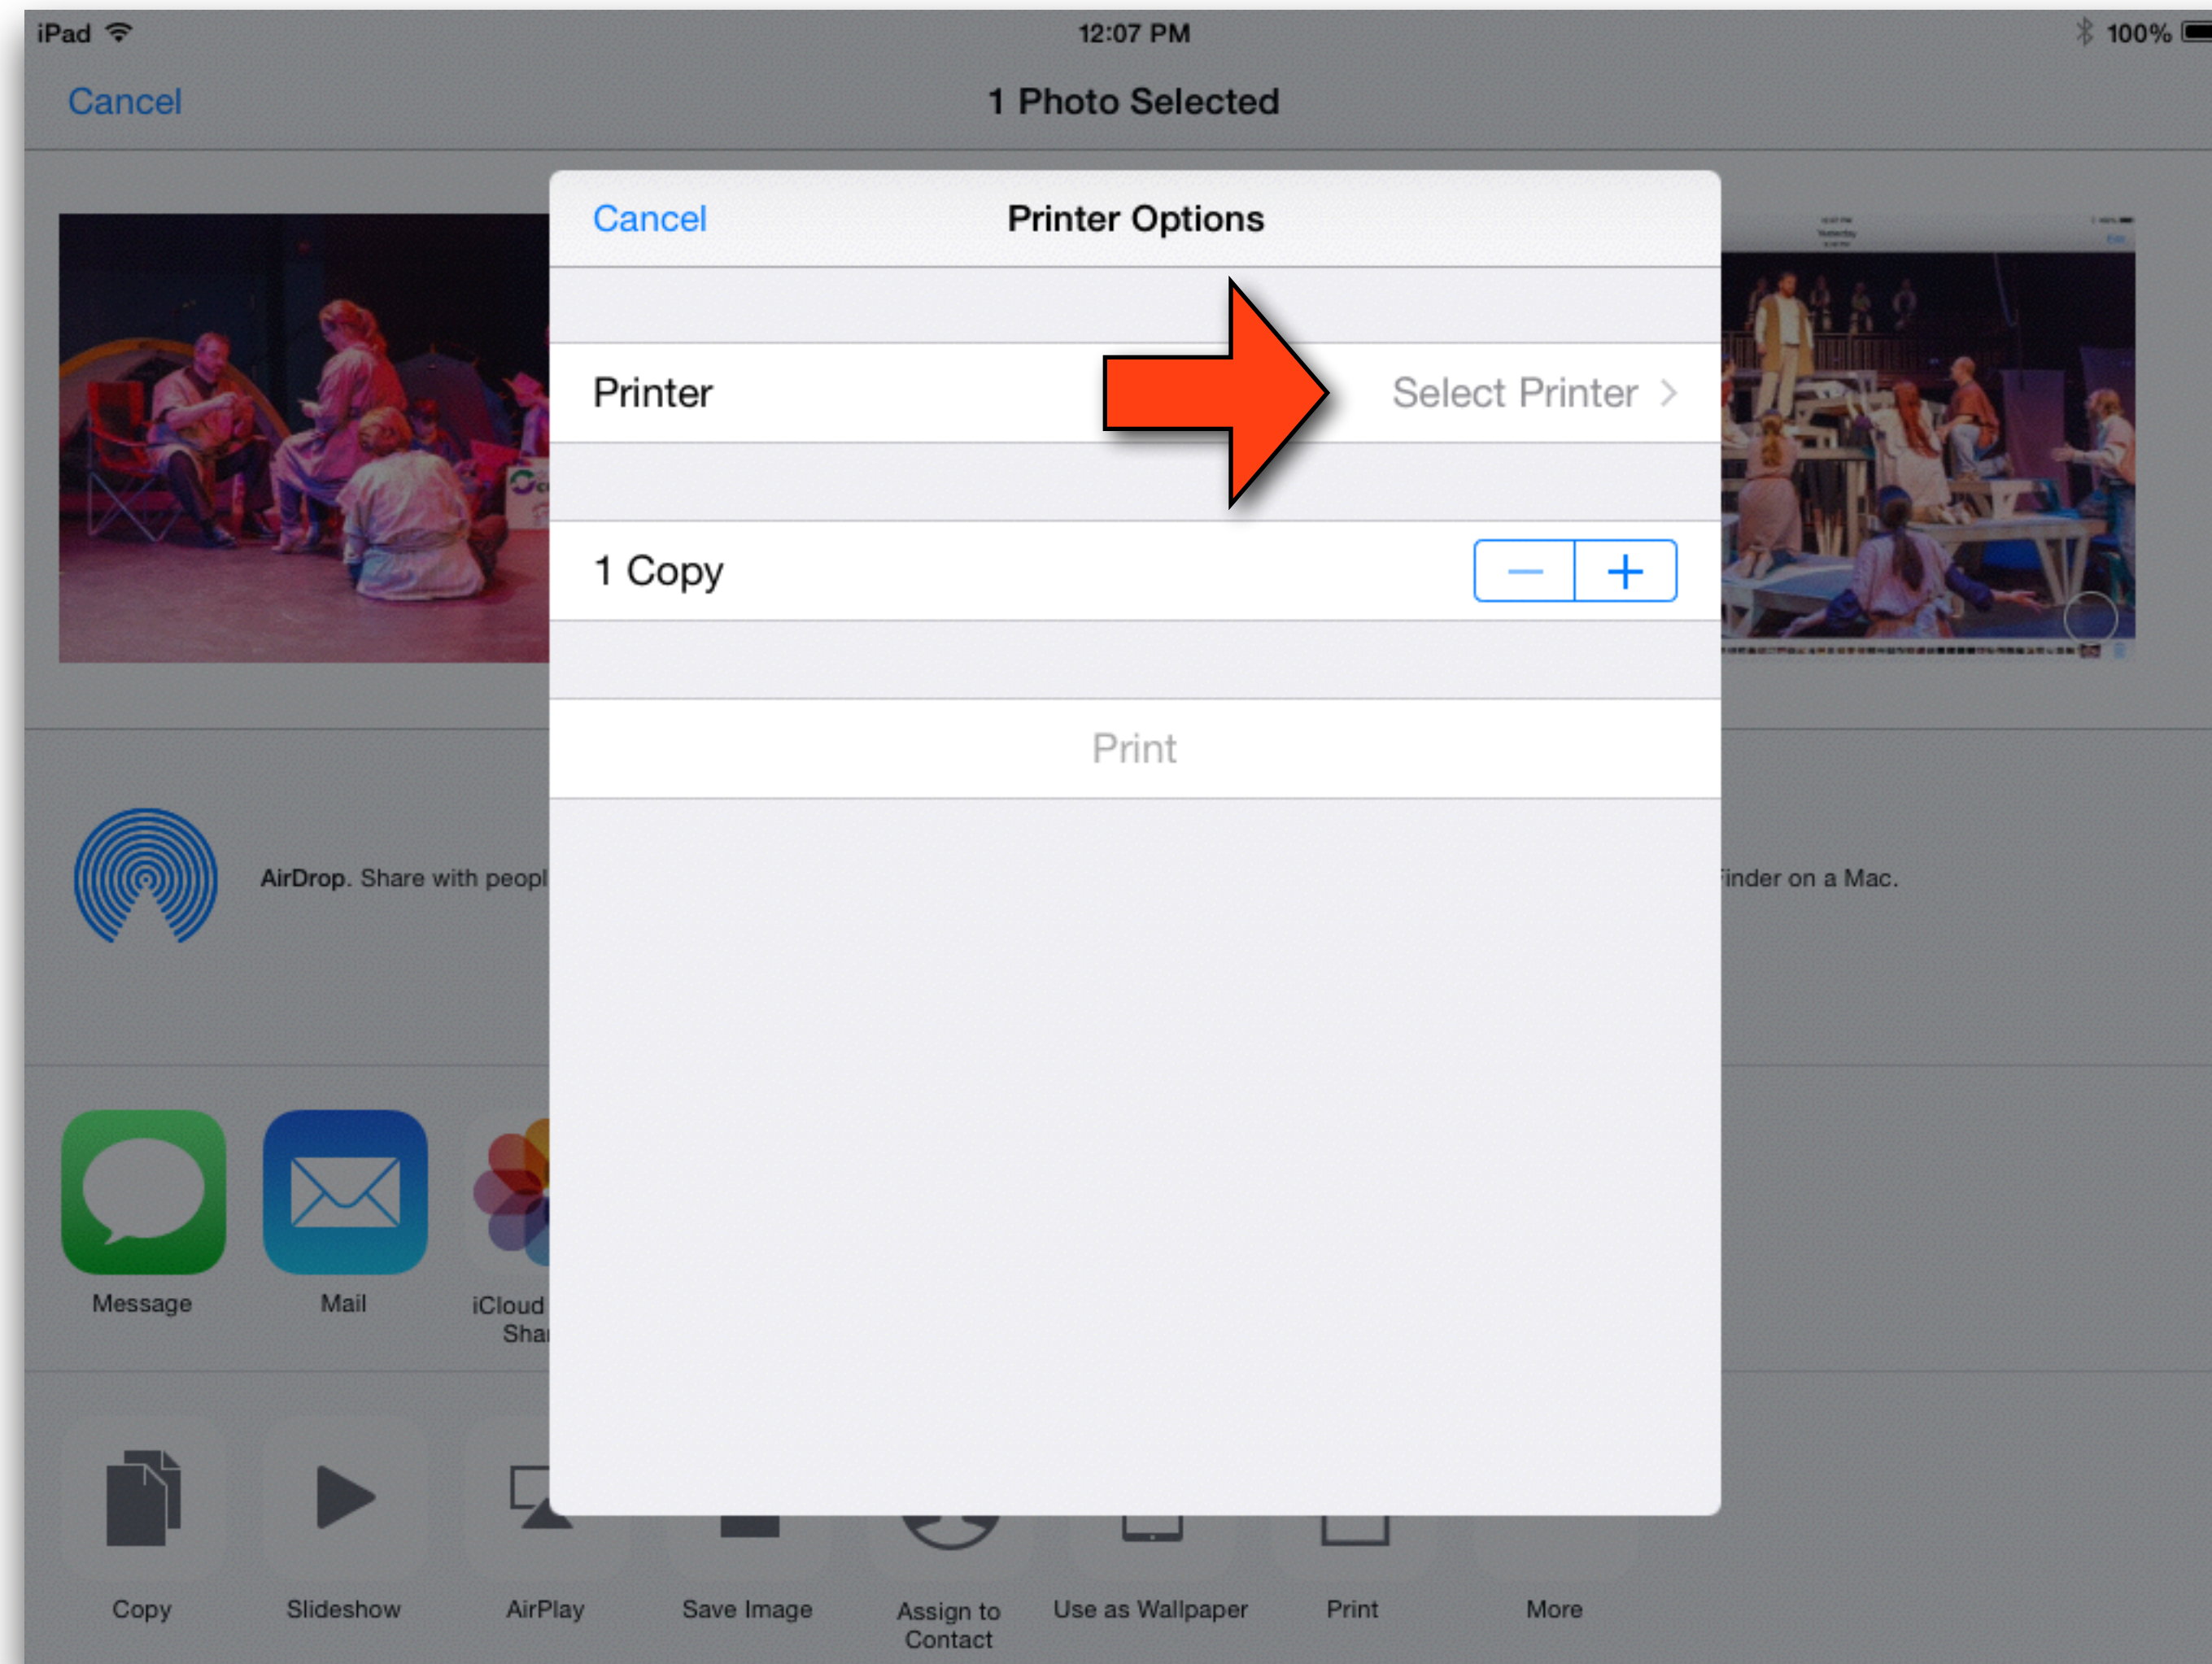 iPad 12:07 PM 100%
Cancel 1 Photo Selected
Cancel Printer Options
Printer Select Printer
1 Copy
Print
AirDrop. Share with peopl
inder on a Mac.
Message Mail iCloud
Sha
Copy Slideshow AirPlay Save Image Assign to Use as Wallpaper Print More
Contact